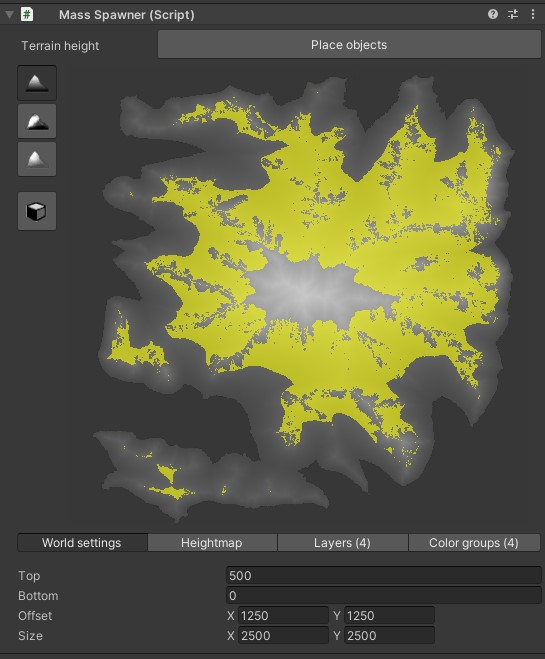 Mass Spawner (Script)
Terrain height
Place objects
World settings Heightmap Layers (4) Color groups (4)
Top 500
Bottom 0
Offset X 1250 Y 1250
Size X 2500 Y 2500